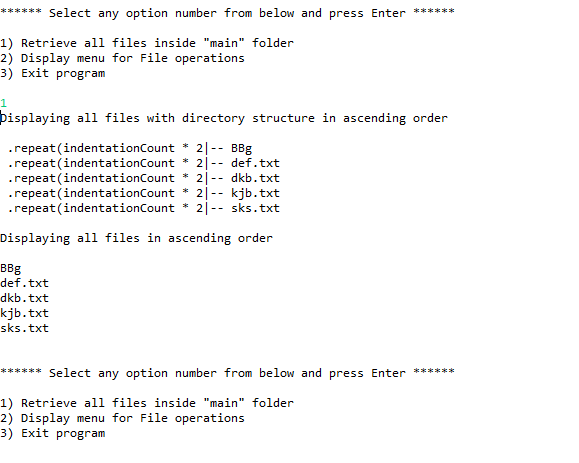 ****** Select any option number from below and press Enter ******
1) Retrieve all files inside "main" folder
2) Display menu for File operations
3) Exit program
1
Displaying all files with directory structure in ascending order
.repeat(indentationCount * 2|-- BBg
.repeat(indentationCount * 2|-- def.txt
.repeat(indentationCount * 2|-- dkb.txt
.repeat(indentationCount * 2|-- kjb.txt
.repeat(indentationCount * 2|-- sks.txt
Displaying all files in ascending order
BBg
def.txt
dkb.txt
kjb.txt
sks.txt
****** Select any option number from below and press Enter ******
1) Retrieve all files inside "main" folder
2) Display menu for File operations
3) Exit program